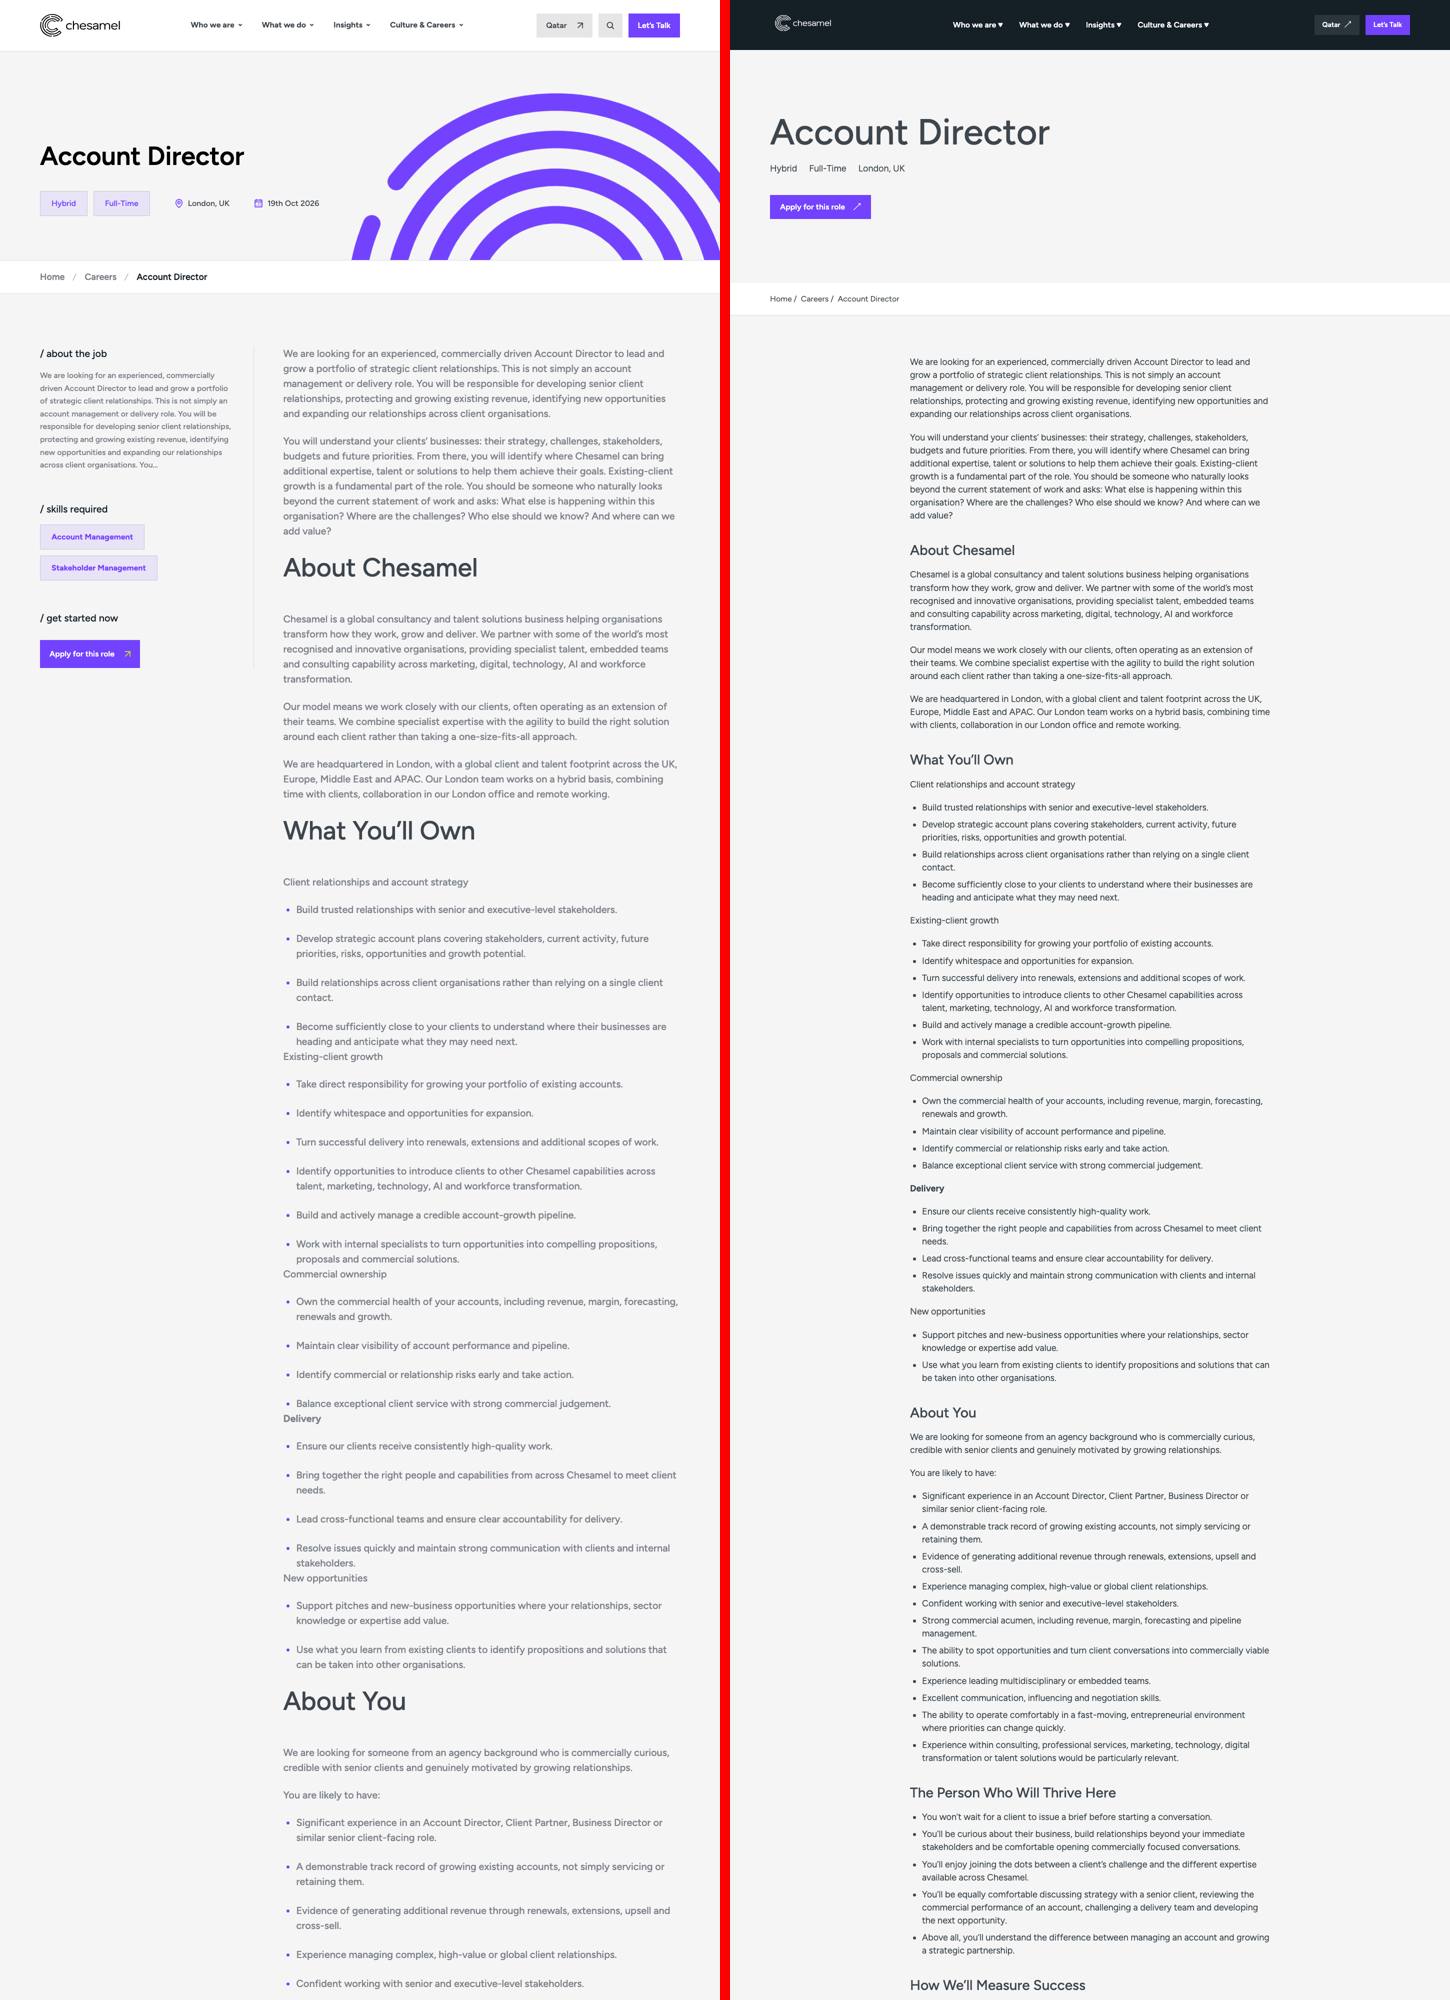 chesamel
Who we are
What we do
Insights
Culture & Careers
Qatar
Let's Talk
Account Director
Hybrid
Full-Time
London, UK
19th Oct 2026
Home / Careers / Account Director
/ about the job
We are looking for an experienced, commercially
driven Account Director to lead and grow a portfolio
of strategic client relationships. This is not simply an
account management or delivery role. You will be
responsible for developing senior client relationships,
protecting and growing existing revenue, identifying
new opportunities and expanding our relationships
across client organisations. You...
/ skills required
Account Management
Stakeholder Management
/ get started now
Apply for this role
We are looking for an experienced, commercially driven Account Director to lead and
grow a portfolio of strategic client relationships. This is not simply an account
management or delivery role. You will be responsible for developing senior client
relationships, protecting and growing existing revenue, identifying new opportunities
and expanding our relationships across client organisations.
You will understand your clients’ businesses: their strategy, challenges, stakeholders,
budgets and future priorities. From there, you will identify where Chesamel can bring
additional expertise, talent or solutions to help them achieve their goals. Existing-client
growth is a fundamental part of the role. You should be someone who naturally looks
beyond the current statement of work and asks: What else is happening within this
organisation? Where are the challenges? Who else should we know? And where can we
add value?
About Chesamel
Chesamel is a global consultancy and talent solutions business helping organisations
transform how they work, grow and deliver. We partner with some of the world’s most
recognised and innovative organisations, providing specialist talent, embedded teams
and consulting capability across marketing, digital, technology, AI and workforce
transformation.
Our model means we work closely with our clients, often operating as an extension of
their teams. We combine specialist expertise with the agility to build the right solution
around each client rather than taking a one-size-fits-all approach.
We are headquartered in London, with a global client and talent footprint across the UK,
Europe, Middle East and APAC. Our London team works on a hybrid basis, combining
time with clients, collaboration in our London office and remote working.
What You’ll Own
Client relationships and account strategy
• Build trusted relationships with senior and executive-level stakeholders.
• Develop strategic account plans covering stakeholders, current activity, future
priorities, risks, opportunities and growth potential.
• Build relationships across client organisations rather than relying on a single client
contact.
• Become sufficiently close to your clients to understand where their businesses are
heading and anticipate what they may need next.
Existing-client growth
• Take direct responsibility for growing your portfolio of existing accounts.
• Identify whitespace and opportunities for expansion.
• Turn successful delivery into renewals, extensions and additional scopes of work.
• Identify opportunities to introduce clients to other Chesamel capabilities across
talent, marketing, technology, AI and workforce transformation.
• Build and actively manage a credible account-growth pipeline.
• Work with internal specialists to turn opportunities into compelling propositions,
proposals and commercial solutions.
Commercial ownership
• Own the commercial health of your accounts, including revenue, margin, forecasting,
renewals and growth.
• Maintain clear visibility of account performance and pipeline.
• Identify commercial or relationship risks early and take action.
• Balance exceptional client service with strong commercial judgement.
Delivery
• Ensure our clients receive consistently high-quality work.
• Bring together the right people and capabilities from across Chesamel to meet client
needs.
• Lead cross-functional teams and ensure clear accountability for delivery.
• Resolve issues quickly and maintain strong communication with clients and internal
stakeholders.
New opportunities
• Support pitches and new-business opportunities where your relationships, sector
knowledge or expertise add value.
• Use what you learn from existing clients to identify propositions and solutions that
can be taken into other organisations.
About You
We are looking for someone from an agency background who is commercially curious,
credible with senior clients and genuinely motivated by growing relationships.
You are likely to have:
• Significant experience in an Account Director, Client Partner, Business Director or
similar senior client-facing role.
• A demonstrable track record of growing existing accounts, not simply servicing or
retaining them.
• Evidence of generating additional revenue through renewals, extensions, upsell and
cross-sell.
• Experience managing complex, high-value or global client relationships.
• Confident working with senior and executive-level stakeholders.
chesamel
Who we are
What we do
Insights
Culture & Careers
Qatar
Let's Talk
Account Director
Hybrid Full-Time London, UK
Apply for this role
Home / Careers / Account Director
We are looking for an experienced, commercially driven Account Director to lead and
grow a portfolio of strategic client relationships. This is not simply an account
management or delivery role. You will be responsible for developing senior client
relationships, protecting and growing existing revenue, identifying new opportunities and
expanding our relationships across client organisations.
You will understand your clients’ businesses: their strategy, challenges, stakeholders,
budgets and future priorities. From there, you will identify where Chesamel can bring
additional expertise, talent or solutions to help them achieve their goals. Existing-client
growth is a fundamental part of the role. You should be someone who naturally looks
beyond the current statement of work and asks: What else is happening within this
organisation? Where are the challenges? Who else should we know? And where can we
add value?
About Chesamel
Chesamel is a global consultancy and talent solutions business helping organisations
transform how they work, grow and deliver. We partner with some of the world’s most
recognised and innovative organisations, providing specialist talent, embedded teams
and consulting capability across marketing, digital, technology, AI and workforce
transformation.
Our model means we work closely with our clients, often operating as an extension of
their teams. We combine specialist expertise with the agility to build the right solution
around each client rather than taking a one-size-fits-all approach.
We are headquartered in London, with a global client and talent footprint across the UK,
Europe, Middle East and APAC. Our London team works on a hybrid basis, combining time
with clients, collaboration in our London office and remote working.
What You’ll Own
Client relationships and account strategy
• Build trusted relationships with senior and executive-level stakeholders.
• Develop strategic account plans covering stakeholders, current activity, future
priorities, risks, opportunities and growth potential.
• Build relationships across client organisations rather than relying on a single client
contact.
• Become sufficiently close to your clients to understand where their businesses are
heading and anticipate what they may need next.
Existing-client growth
• Take direct responsibility for growing your portfolio of existing accounts.
• Identify whitespace and opportunities for expansion.
• Turn successful delivery into renewals, extensions and additional scopes of work.
• Identify opportunities to introduce clients to other Chesamel capabilities across
talent, marketing, technology, AI and workforce transformation.
• Build and actively manage a credible account-growth pipeline.
• Work with internal specialists to turn opportunities into compelling propositions,
proposals and commercial solutions.
Commercial ownership
• Own the commercial health of your accounts, including revenue, margin, forecasting,
renewals and growth.
• Maintain clear visibility of account performance and pipeline.
• Identify commercial or relationship risks early and take action.
• Balance exceptional client service with strong commercial judgement.
Delivery
• Ensure our clients receive consistently high-quality work.
• Bring together the right people and capabilities from across Chesamel to meet client
needs.
• Lead cross-functional teams and ensure clear accountability for delivery.
• Resolve issues quickly and maintain strong communication with clients and internal
stakeholders.
New opportunities
• Support pitches and new-business opportunities where your relationships, sector
knowledge or expertise add value.
• Use what you learn from existing clients to identify propositions and solutions that can
be taken into other organisations.
About You
We are looking for someone from an agency background who is commercially curious,
credible with senior clients and genuinely motivated by growing relationships.
You are likely to have:
• Significant experience in an Account Director, Client Partner, Business Director or
similar senior client-facing role.
• A demonstrable track record of growing existing accounts, not simply servicing or
retaining them.
• Evidence of generating additional revenue through renewals, extensions, upsell and
cross-sell.
• Experience managing complex, high-value or global client relationships.
• Confident working with senior and executive-level stakeholders.
• Strong commercial acumen, including revenue, margin, forecasting and pipeline
management.
• The ability to spot opportunities and turn client conversations into commercially viable
solutions.
• Experience leading multidisciplinary or embedded teams.
• Excellent communication, influencing and negotiation skills.
• The ability to operate comfortably in a fast-moving, entrepreneurial environment
where priorities can change quickly.
• Experience within consulting, professional services, marketing, technology, digital
transformation or talent solutions would be particularly relevant.
The Person Who Will Thrive Here
• You won’t wait for a client to issue a brief before starting a conversation.
• You’ll be curious about their business, build relationships beyond your immediate
stakeholders and be comfortable opening commercially focused conversations.
• You’ll enjoy joining the dots between a client’s challenge and the different expertise
available across Chesamel.
• You’ll be equally comfortable discussing strategy with a senior client, reviewing the
commercial performance of an account, challenging a delivery team and developing
the next opportunity.
• Above all, you’ll understand the difference between managing an account and growing
a strategic partnership.
How We’ll Measure Success